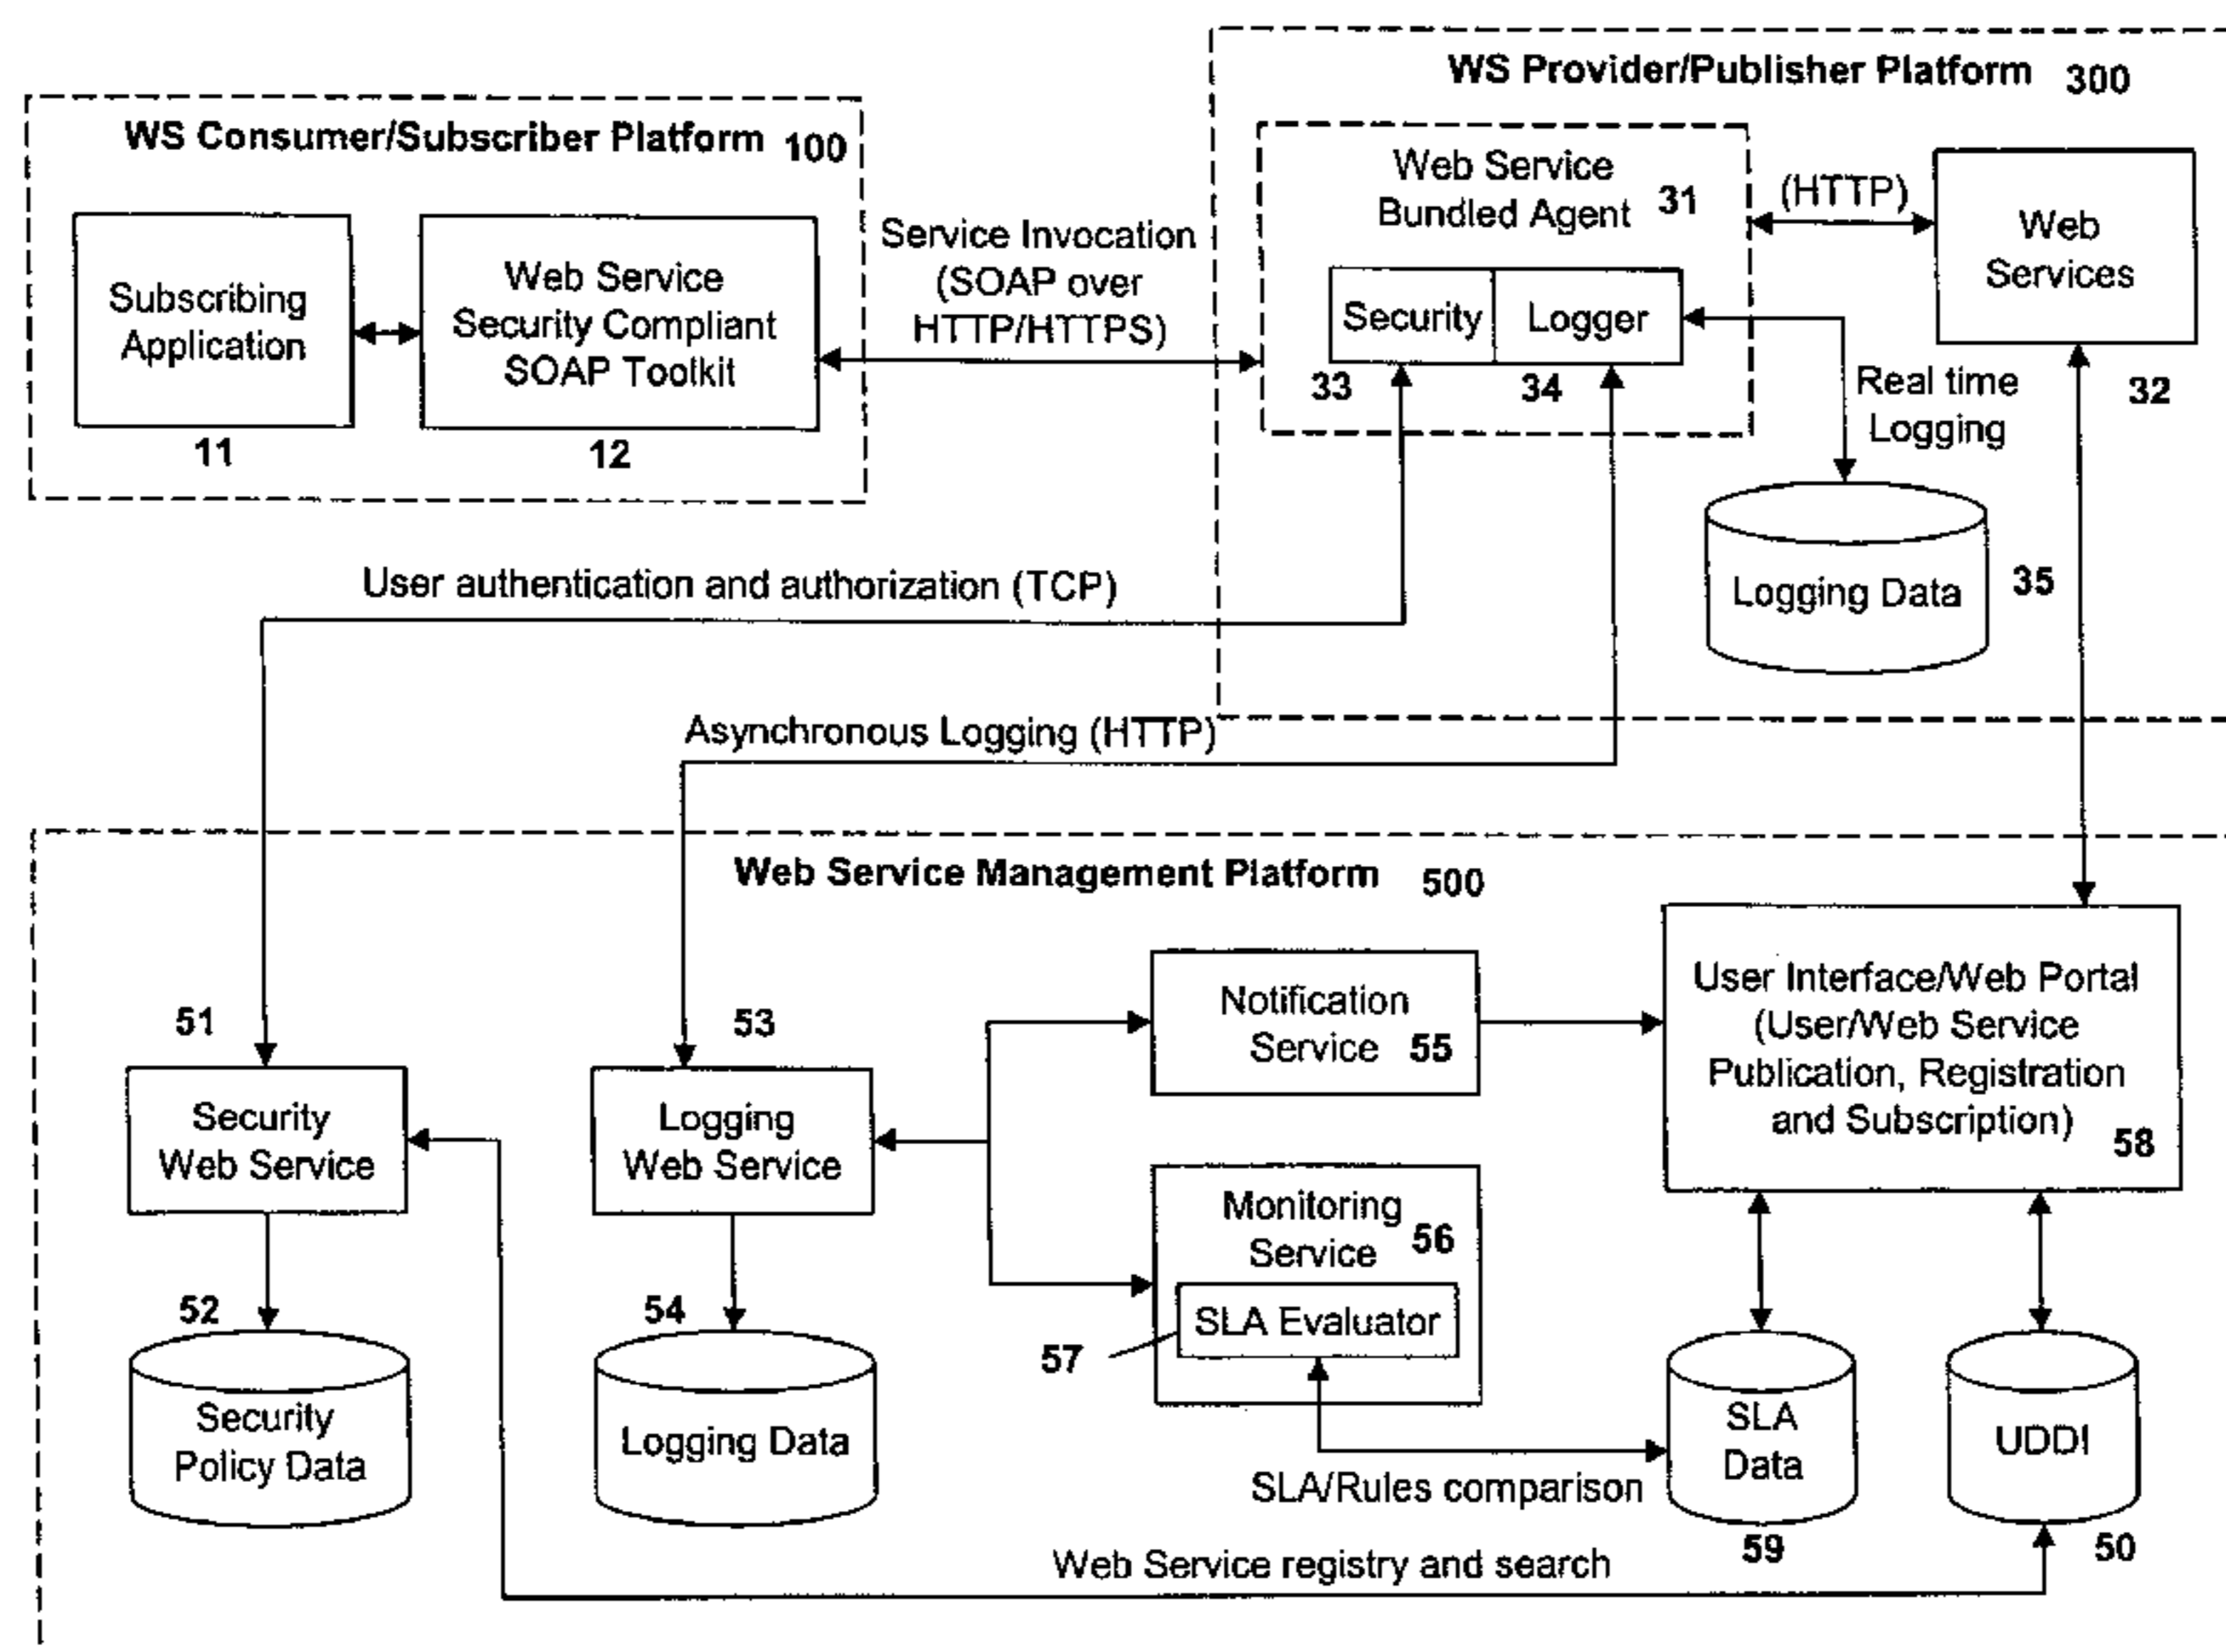 WS Provider/Publisher Platform 300
WS Consumer/Subscriber Platform 100
Web Service
Bundled Agent 31
(HTTP)
Web
Services
32
Subscribing
Application
11
Web Service
Security Compliant
SOAP Toolkit
12
Service Invocation
(SOAP over
HTTP/HTTPS)
Security
Logger
33
34
Real time
Logging
Logging Data
35
User authentication and authorization (TCP)
Asynchronous Logging (HTTP)
Web Service Management Platform 500
51
53
Security
Web Service
Logging
Web Service
Notification
Service 55
User Interface/Web Portal
(User/Web Service
Publication, Registration
and Subscription)
58
Monitoring
Service 56
SLA Evaluator
57
52
54
Security
Policy Data
Logging Data
SLA
Data
UDDI
SLA/Rules comparison
59
50
Web Service registry and search